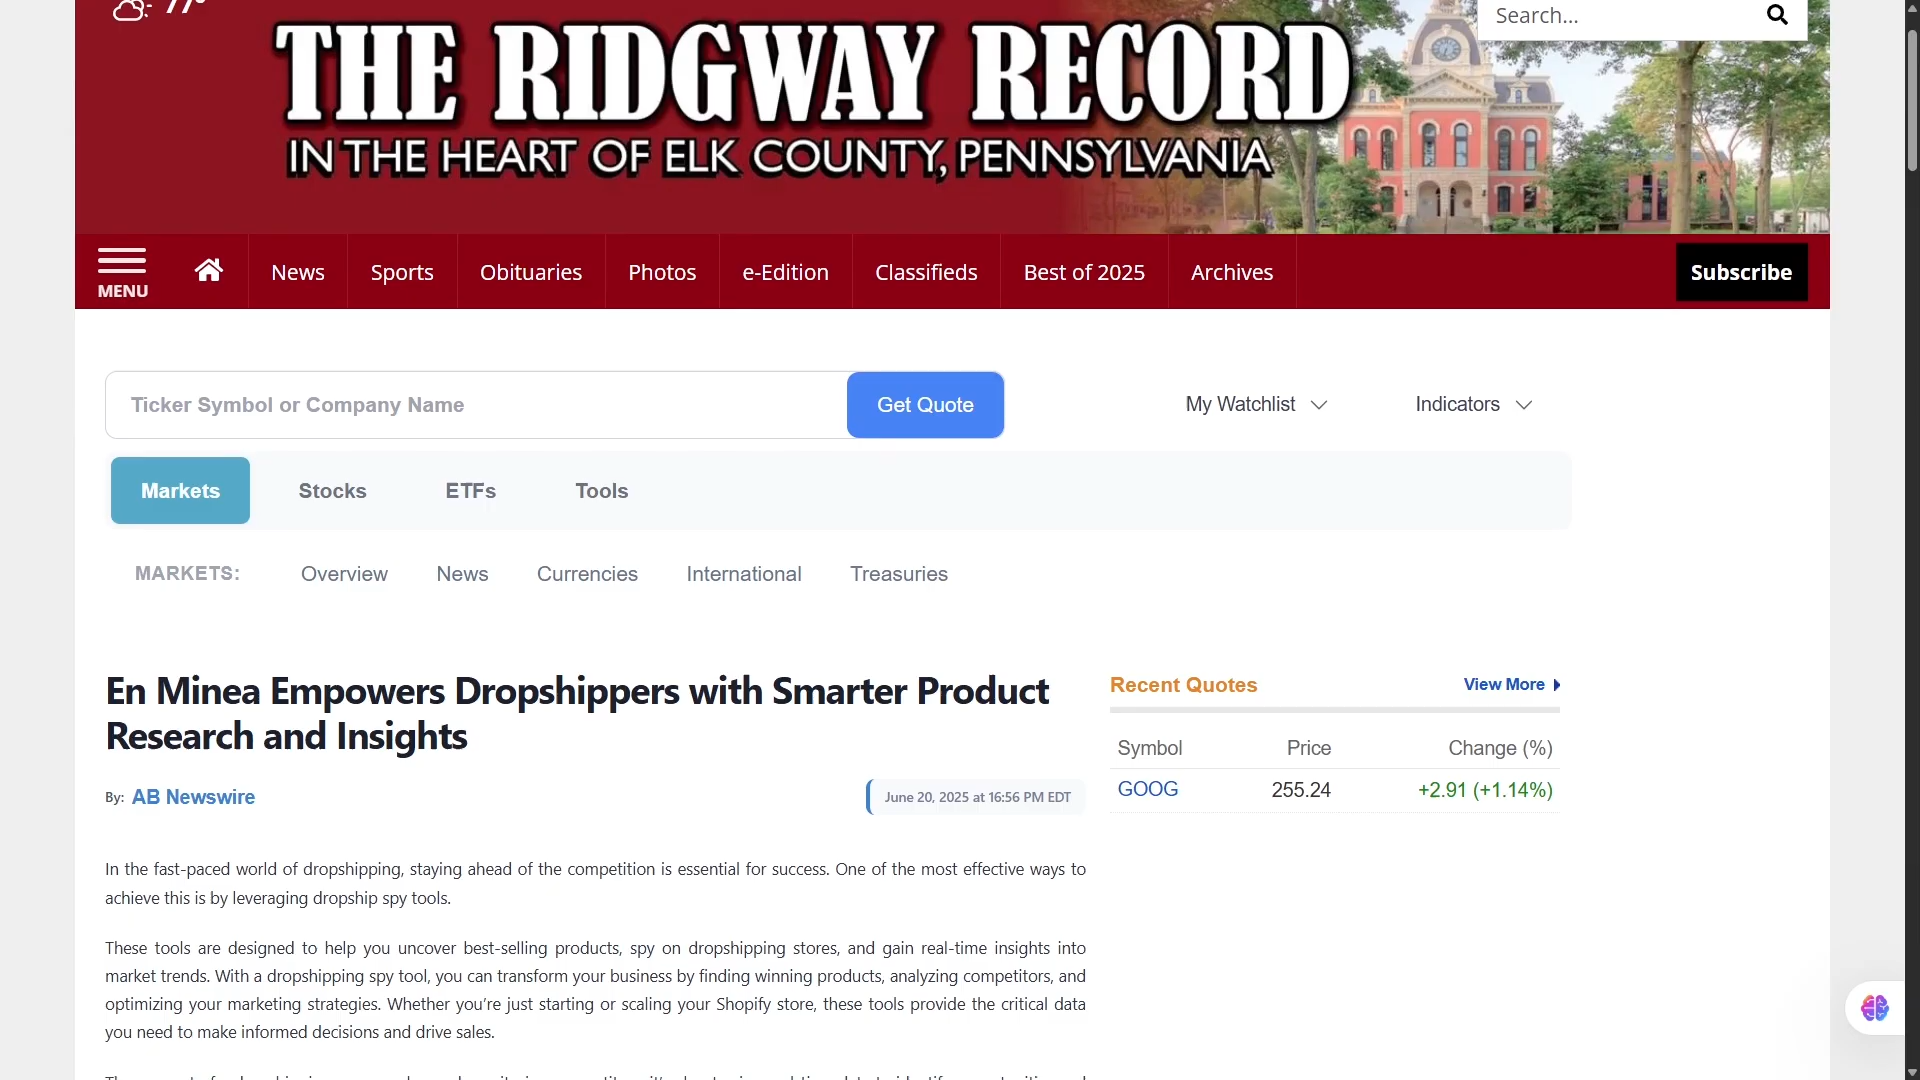 Search...
THE RIDGWAY RECORD
IN THE HEART OF ELK COUNTY, PENNSYLVANIA
MENU
News
Sports
Obituaries
Photos
e-Edition
Classifieds
Best of 2025
Archives
Subscribe
Ticker Symbol or Company Name
Get Quote
My Watchlist
Indicators
Markets
Stocks
ETFs
Tools
MARKETS:
Overview
News
Currencies
International
Treasuries
En Minea Empowers Dropshippers with Smarter Product
Research and Insights
By: AB Newswire
June 20, 2025 at 16:56 PM EDT
In the fast-paced world of dropshipping, staying ahead of the competition is essential for success. One of the most effective ways to
achieve this is by leveraging dropship spy tools.
These tools are designed to help you uncover best-selling products, spy on dropshipping stores, and gain real-time insights into
market trends. With a dropshipping spy tool, you can transform your business by finding winning products, analyzing competitors, and
optimizing your marketing strategies. Whether you’re just starting or scaling your Shopify store, these tools provide the critical data
you need to make informed decisions and drive sales.
Recent Quotes
View More
Symbol Price Change (%)
GOOG 255.24 +2.91 (+1.14%)